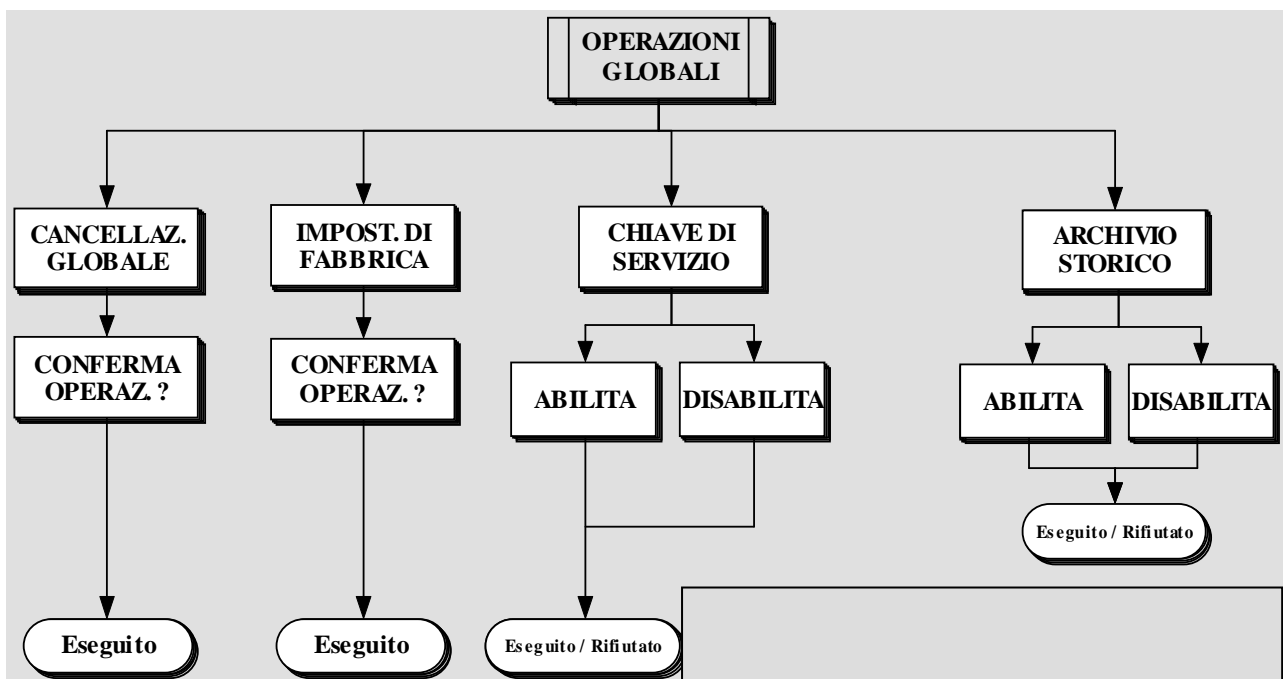 OPERAZIONI
GLOBALI
CANCELLAZ.
GLOBALE
IMPOST. DI
FABBRICA
CHIAVE DI
SERVIZIO
ARCHIVIO
STORICO
CONFERMA
OPERAZ. ?
CONFERMA
OPERAZ. ?
ABILITA
DISABILITA
ABILITA
DISABILITA
Eseguito / Rifiutato
Eseguito
Eseguito
Eseguito / Rifiutato